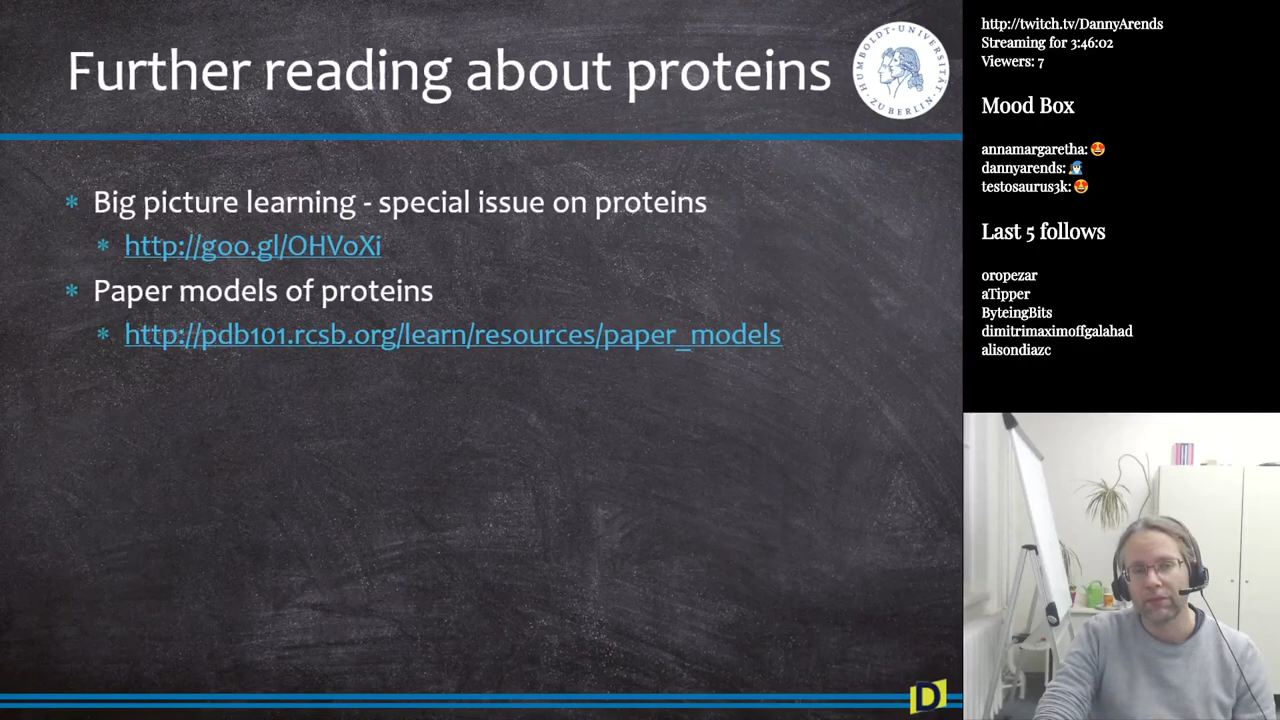 Further reading about proteins
HUMBOLDT-UNIVERSITÄT ZU BERLIN
Big picture learning - special issue on proteins
http://goo.gl/OHVoXi
Paper models of proteins
http://pdb101.rcsb.org/learn/resources/paper_models
D
http://twitch.tv/DannyArends
Streaming for 3:46:02
Viewers: 7
Mood Box
annamargaretha: 🤩
dannyarends: 🧙
testosaurus3k: 🤩
Last 5 follows
oropezar
aTipper
ByteingBits
dimitrimaximoffgalahad
alisondiazc